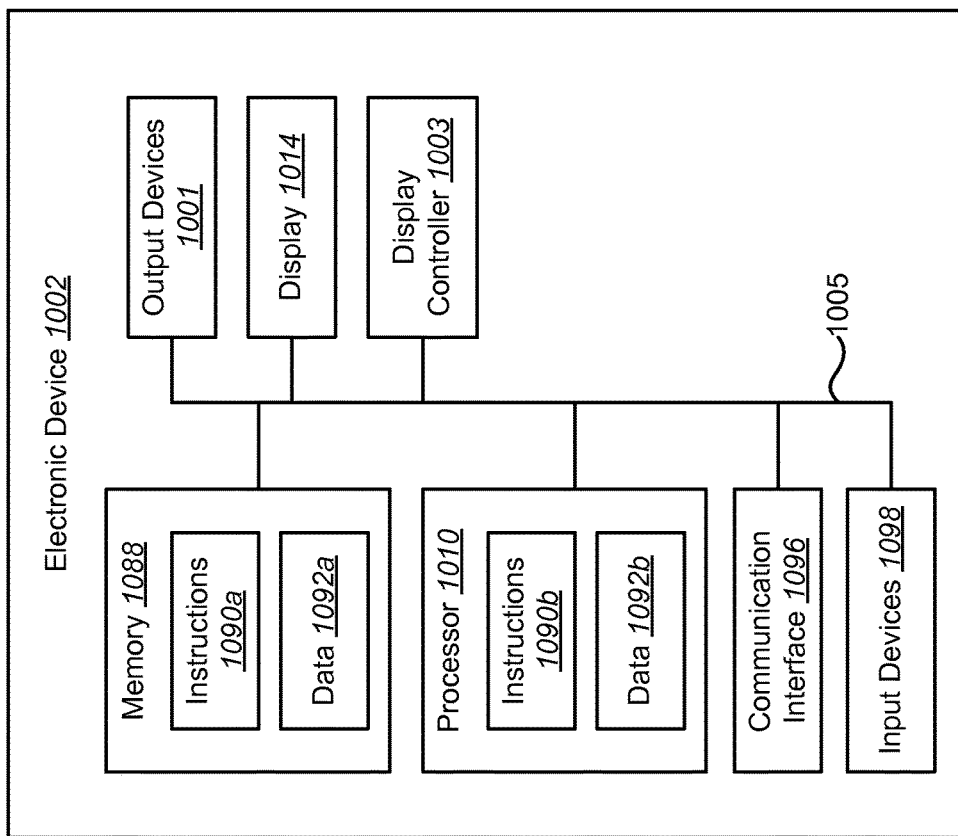 Electronic Device 1002
Memory 1088
Instructions
1090a
Data 1092a
Processor 1010
Instructions
1090b
Data 1092b
Communication
Interface 1096
Input Devices 1098
Output Devices
1001
Display 1014
Display
Controller 1003
1005